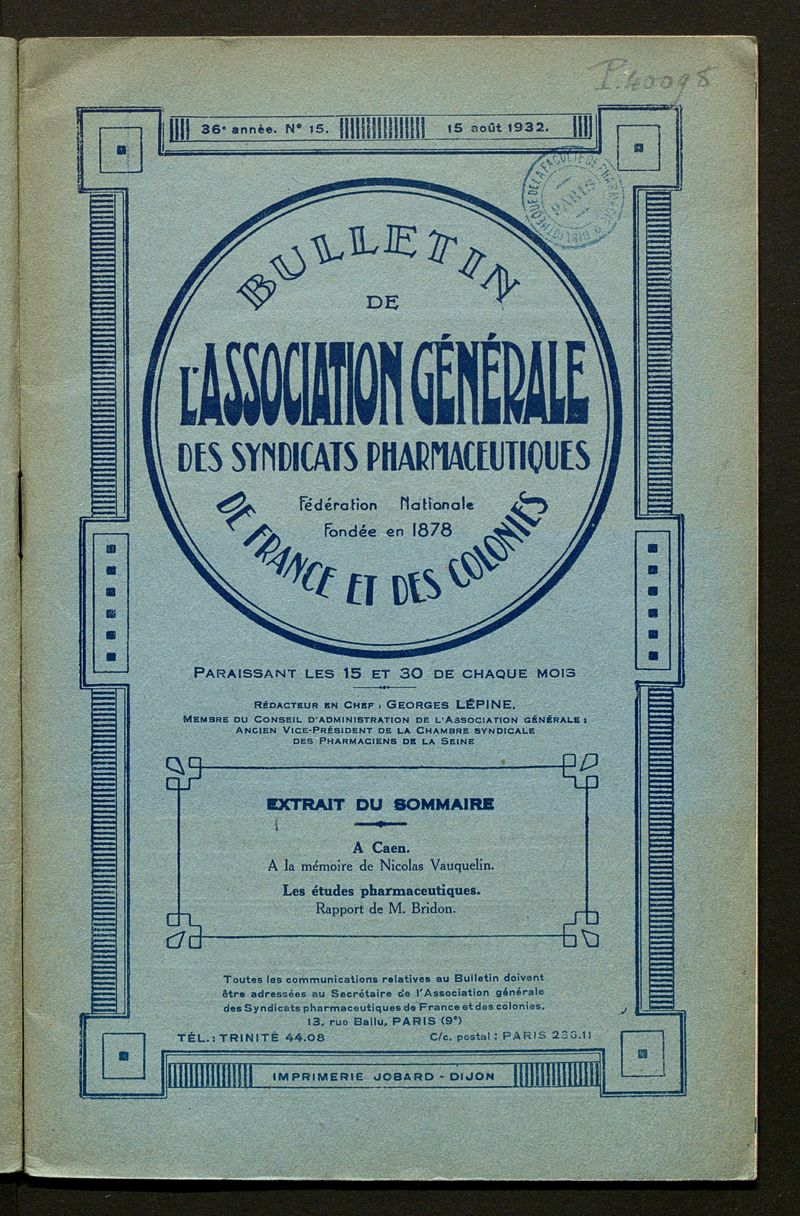 P.40098
36e année. N° 15. 15 août 1932.
BIBLIOTHÈQUE DE LA FACULTÉ DE PHARMACIE
PARIS
BULLETIN
DE
L'ASSOCIATION GÉNÉRALE
DES SYNDICATS PHARMACEUTIQUES
Fédération Nationale
Fondée en 1878
DE FRANCE ET DES COLONIES
PARAISSANT LES 15 ET 30 DE CHAQUE MOIS
RÉDACTEUR EN CHEF : GEORGES LÉPINE,
MEMBRE DU CONSEIL D'ADMINISTRATION DE L'ASSOCIATION GÉNÉRALE ;
ANCIEN VICE-PRÉSIDENT DE LA CHAMBRE SYNDICALE
DES PHARMACIENS DE LA SEINE
EXTRAIT DU SOMMAIRE
A Caen.
A la mémoire de Nicolas Vauquelin.
Les études pharmaceutiques.
Rapport de M. Bridon.
Toutes les communications relatives au Bulletin doivent
être adressées au Secrétaire de l'Association générale
des Syndicats pharmaceutiques de France et des colonies,
13, rue Ballu, PARIS (9e)
TÉL.: TRINITÉ 44.08 C/c. postal : PARIS 236.11
IMPRIMERIE JOBARD - DIJON